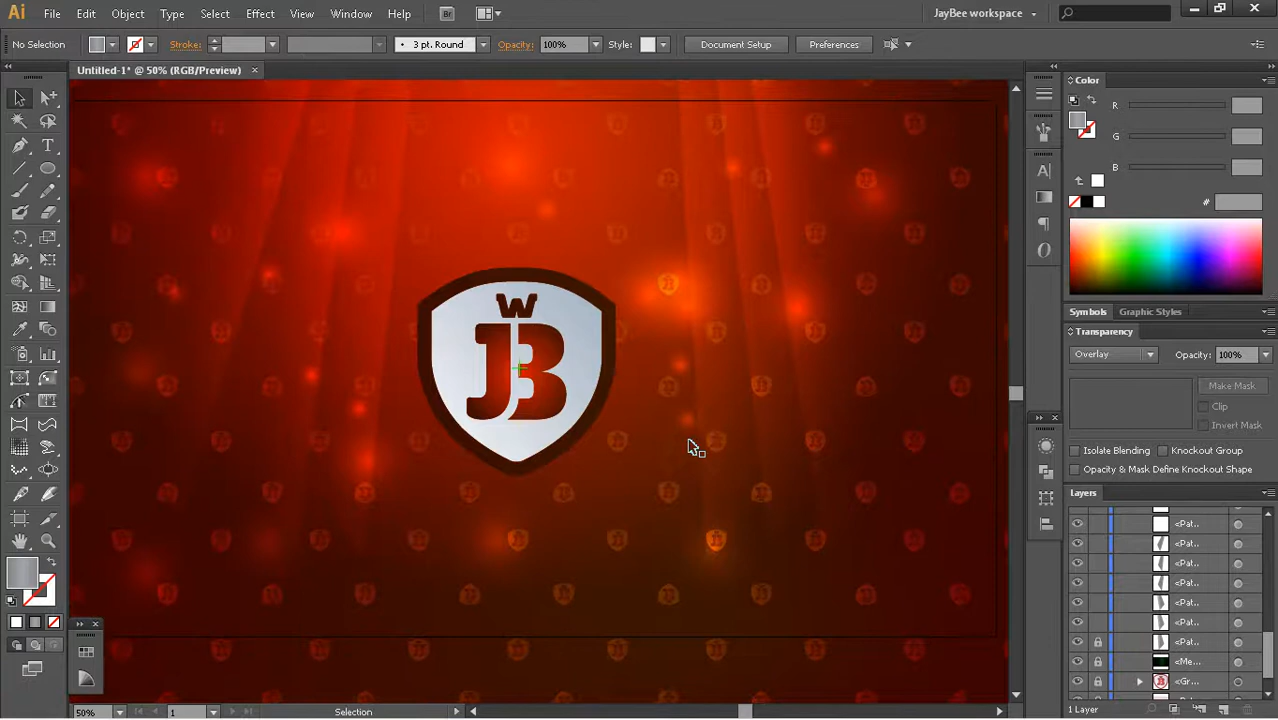 Ai File Edit Object Type Select Effect View Window Help Br JayBee workspace
No Selection Stroke: 3 pt. Round Opacity: 100% Style: Document Setup Preferences
Untitled-1* @ 50% (RGB/Preview)
Color
R
G
B
#
W
JB
Symbols Graphic Styles
Transparency
Overlay Opacity: 100%
Make Mask
Clip
Invert Mask
Isolate Blending Knockout Group
Opacity & Mask Define Knockout Shape
Layers
<Pat..
<Pat..
<Pat..
<Pat..
<Pat..
<Pat..
<Pat..
<Me...
<Gr...
50% 1 Selection
1 Layer